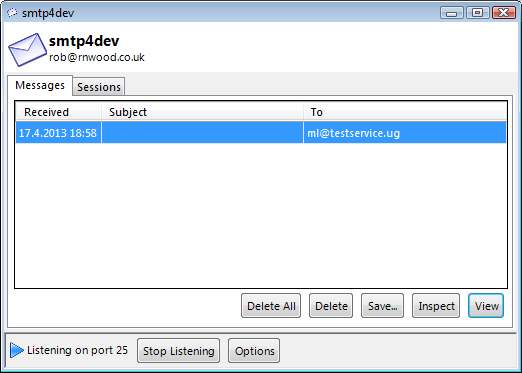 smtp4dev
smtp4dev
rob@rnwood.co.uk
Messages Sessions
Received Subject To
17.4.2013 18:58 ml@testservice.ug
Delete All Delete Save... Inspect View
Listening on port 25 Stop Listening Options